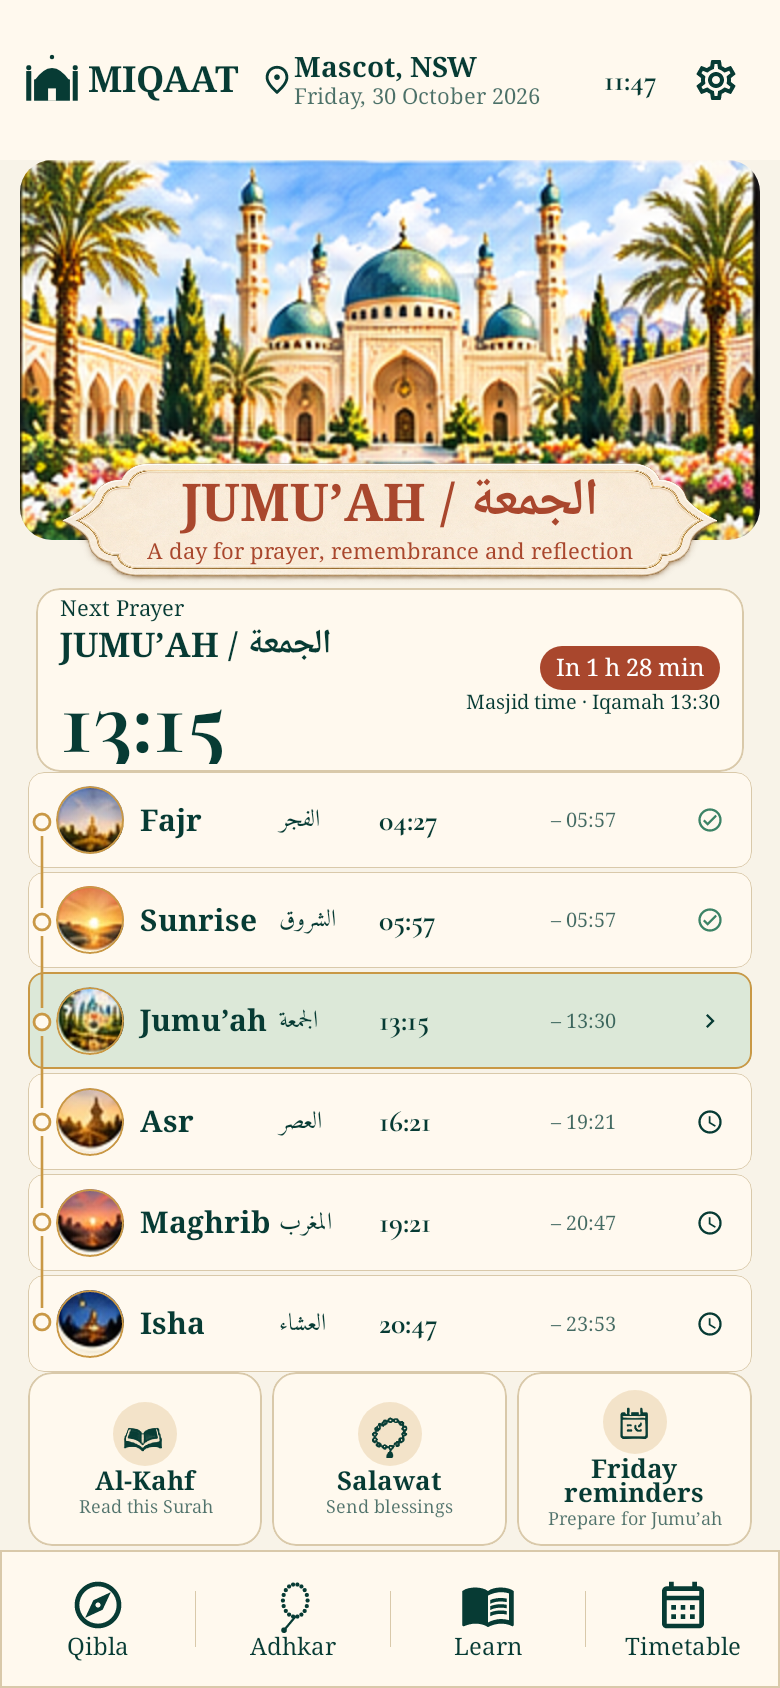 MIQAAT
Mascot, NSW
Friday, 30 October 2026
11:47
JUMU’AH / الجمعة
A day for prayer, remembrance and reflection
Next Prayer
JUMU’AH / الجمعة
13:15
In 1 h 28 min
Masjid time · Iqamah 13:30
Fajr الفجر 04:27 – 05:57
Sunrise الشروق 05:57 – 05:57
Jumu’ah الجمعة 13:15 – 13:30
Asr العصر 16:21 – 19:21
Maghrib المغرب 19:21 – 20:47
Isha العشاء 20:47 – 23:53
Al-Kahf
Read this Surah
Salawat
Send blessings
Friday
reminders
Prepare for Jumu’ah
Qibla
Adhkar
Learn
Timetable